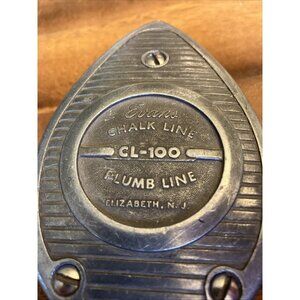 Evans
CHALK LINE
CL-100
PLUMB LINE
ELIZABETH, N. J.